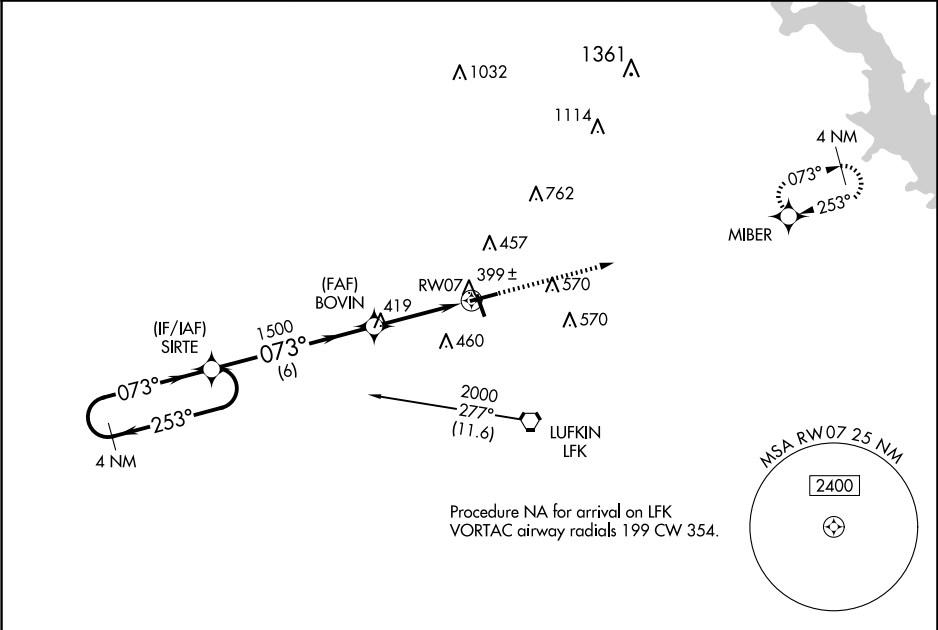 1361
1032
1114
4 NM
073°
253°
762
MIBER
457
(FAF)
BOVIN
RW07
399±
570
419
(IF/IAF)
SIRTE
1500
073°
(6)
460
570
073°
253°
4 NM
2000
277°
(11.6)
LUFKIN
LFK
MSA RW07 25 NM
2400
Procedure NA for arrival on LFK
VORTAC airway radials 199 CW 354.